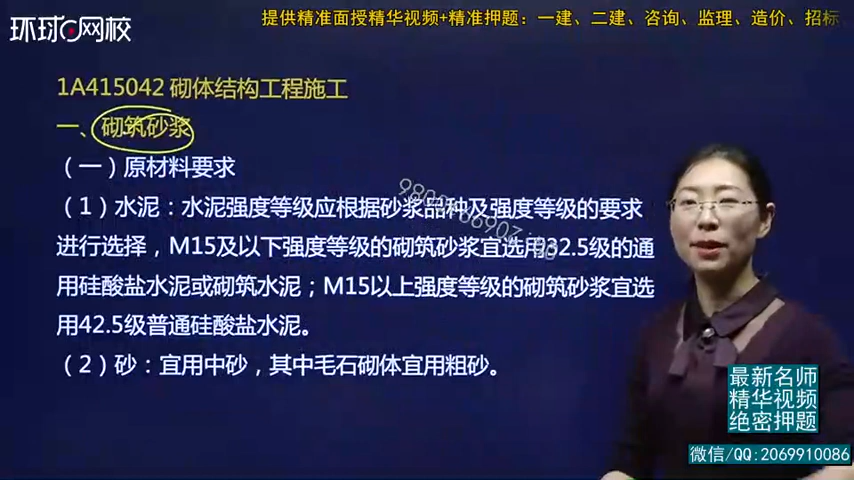 环球网校
提供精准面授精华视频+精准押题：一建、二建、咨询、监理、造价、招标
1A415042 砌体结构工程施工
一、砌筑砂浆
（一）原材料要求
（1）水泥：水泥强度等级应根据砂浆品种及强度等级的要求
进行选择，M15及以下强度等级的砌筑砂浆宜选用32.5级的通
用硅酸盐水泥或砌筑水泥；M15以上强度等级的砌筑砂浆宜选
用42.5级普通硅酸盐水泥。
（2）砂：宜用中砂，其中毛石砌体宜用粗砂。
最新名师
精华视频
绝密押题
微信/QQ:2069910086